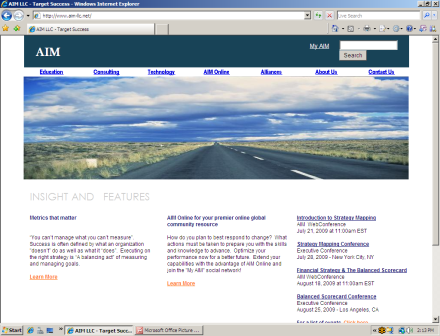 AIM LLC - Target Success - Windows Internet Explorer
http://www.aim-llc.net/
Live Search
AIM LLC - Target Success
AIM
My AIM
Search
Education Consulting Technology AIM Online Alliances About Us Contact Us
INSIGHT AND FEATURES
Metrics that matter
"You can't manage what you can't measure".
Success is often defined by what an organization
"doesn't" do as well as what it "does". Executing on
the right strategy is "A balancing act" of measuring
and managing goals.
Learn More
AIM Online for your premier online global
community resource
How do you plan to best respond to change? What
actions must be taken to prepare you with the skills
and knowledge to advance. Optimize your
performance now for a better future. Extend your
capabilities with the advantage of AIM Online and
join the "My AIM" social network!
Learn More
Introduction to Strategy Mapping
AIM WebConference
July 21, 2009 at 11:00am EST
Strategy Mapping Conference
Executive Conference
July 28, 2009 - New York City, NY
Financial Strategy & The Balanced Scorecard
AIM WebConference
August 18, 2009 at 11:00am EST
Balanced Scorecard Conference
Executive Conference
August 25, 2009 - Los Angeles, CA
For a list of events, Click here
Start
AIM LLC - Target Succ...
Microsoft Office Picture ...